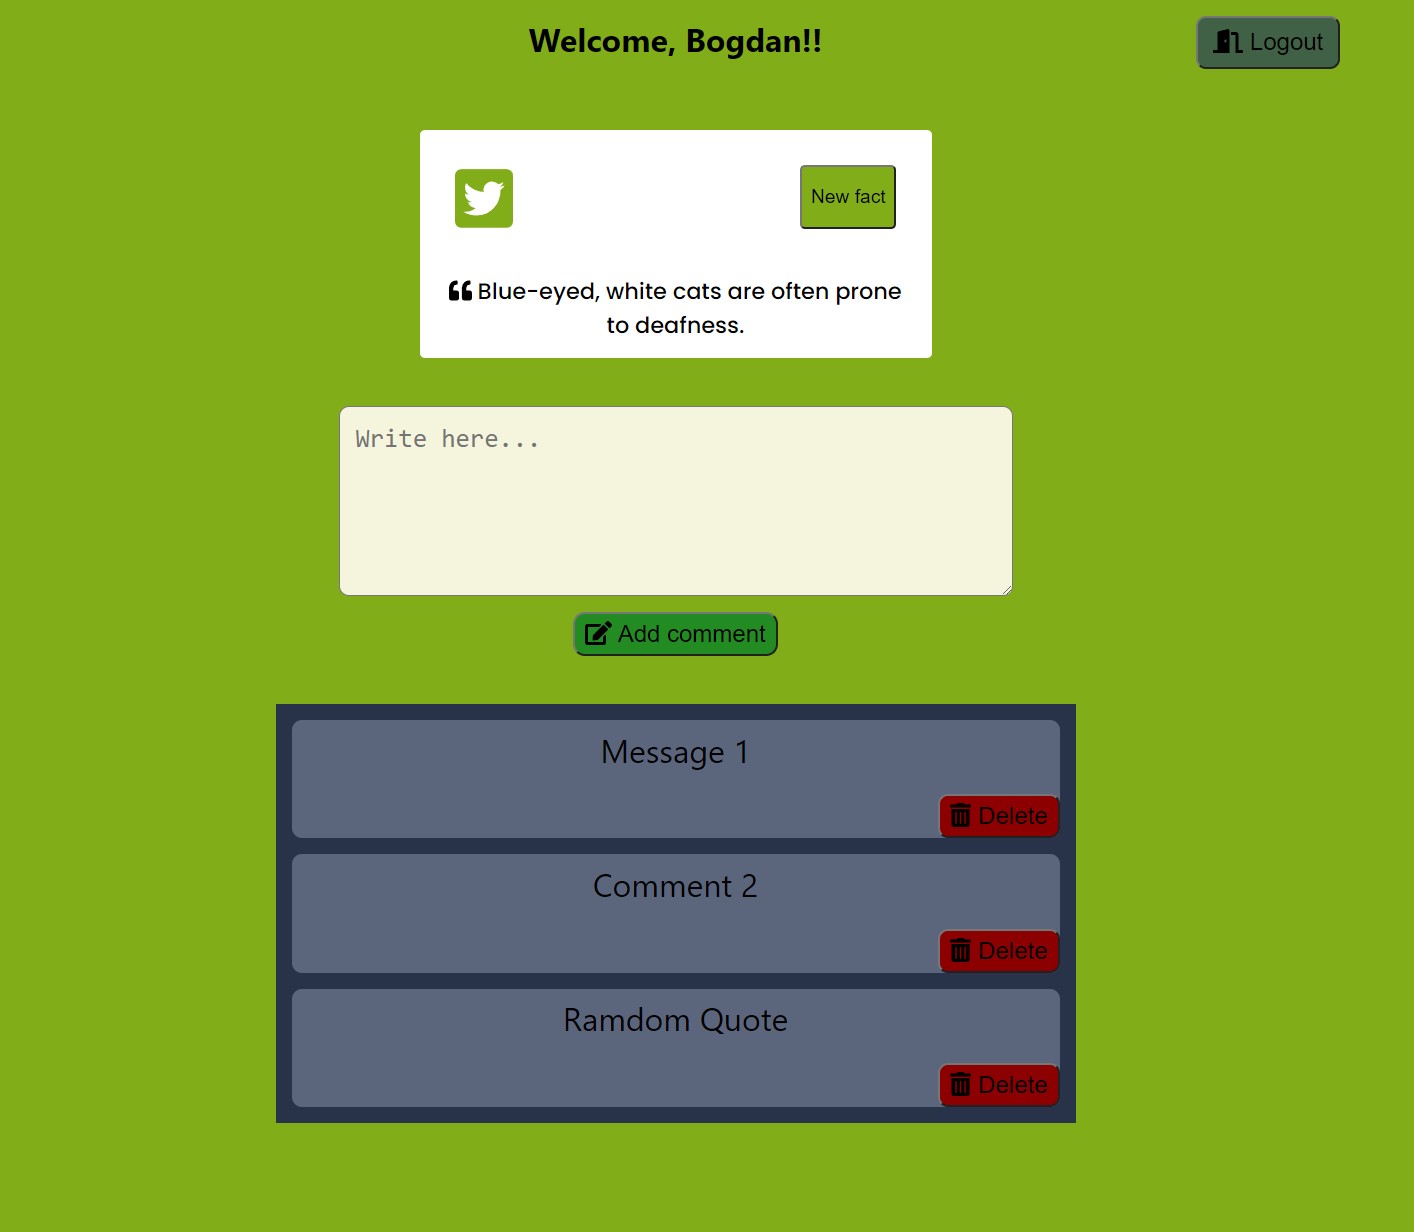 Welcome, Bogdan!!
Logout
New fact
Blue-eyed, white cats are often prone
to deafness.
Write here...
Add comment
Message 1
Delete
Comment 2
Delete
Ramdom Quote
Delete